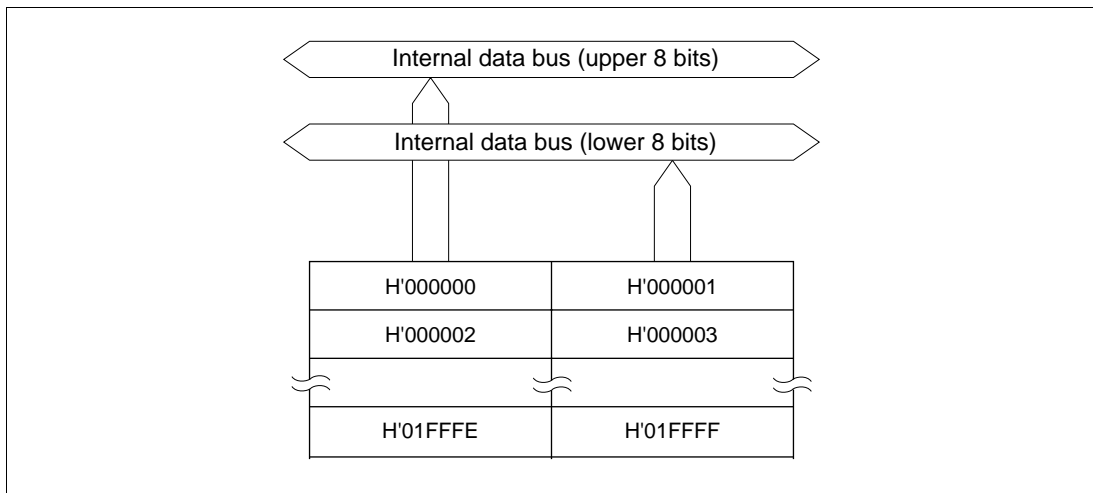 Internal data bus (upper 8 bits)
Internal data bus (lower 8 bits)
H'000000 H'000001
H'000002 H'000003
H'01FFFE H'01FFFF